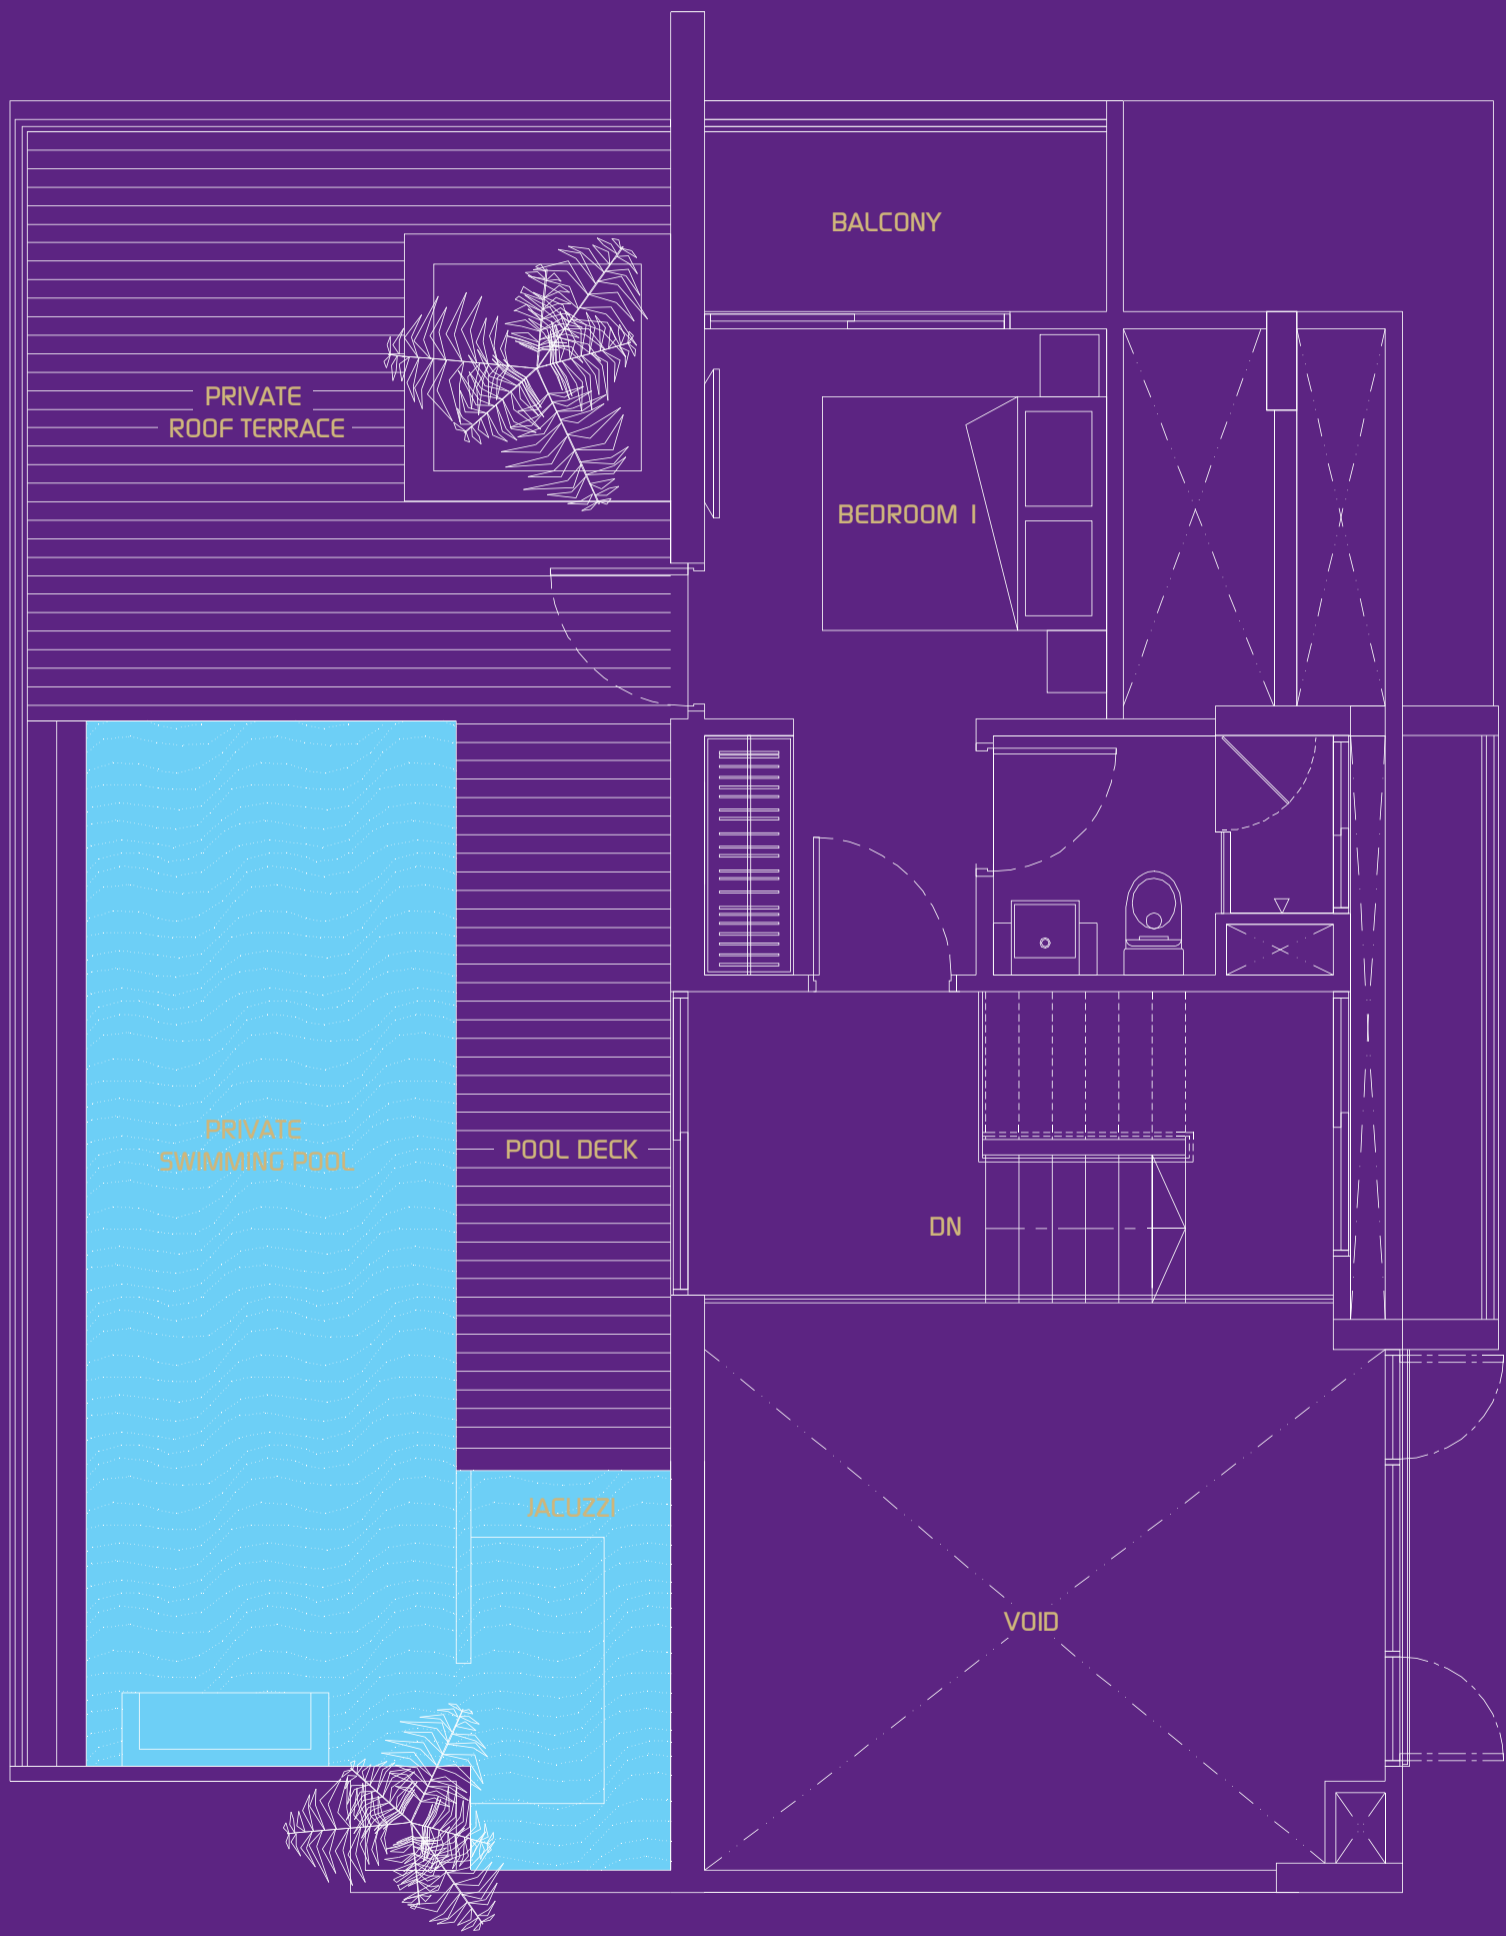 BALCONY
PRIVATE
ROOF TERRACE
BEDROOM 1
PRIVATE
SWIMMING POOL
POOL DECK
DN
JACUZZI
VOID